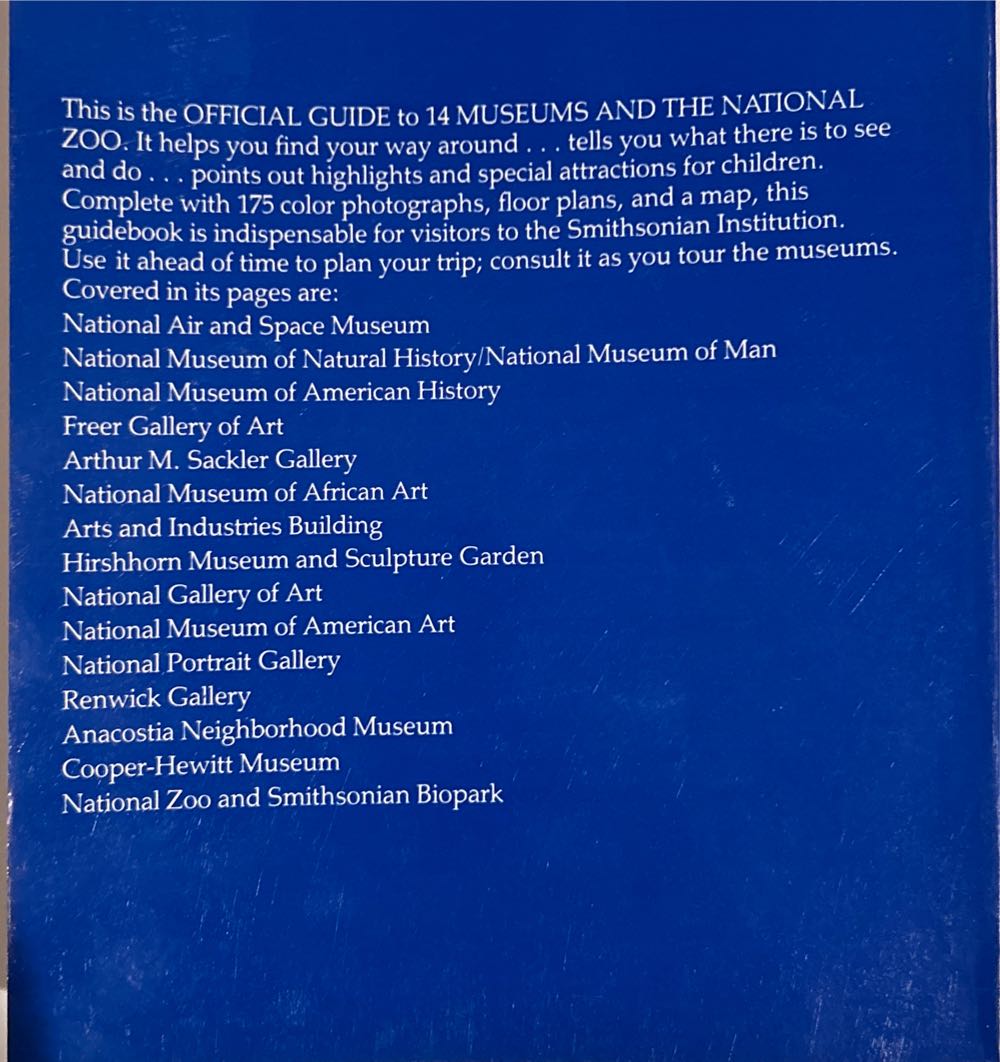 This is the OFFICIAL GUIDE to 14 MUSEUMS AND THE NATIONAL
ZOO. It helps you find your way around . . . tells you what there is to see
and do . . . points out highlights and special attractions for children.
Complete with 175 color photographs, floor plans, and a map, this
guidebook is indispensable for visitors to the Smithsonian Institution.
Use it ahead of time to plan your trip; consult it as you tour the museums.
Covered in its pages are:
National Air and Space Museum
National Museum of Natural History/National Museum of Man
National Museum of American History
Freer Gallery of Art
Arthur M. Sackler Gallery
National Museum of African Art
Arts and Industries Building
Hirshhorn Museum and Sculpture Garden
National Gallery of Art
National Museum of American Art
National Portrait Gallery
Renwick Gallery
Anacostia Neighborhood Museum
Cooper-Hewitt Museum
National Zoo and Smithsonian Biopark